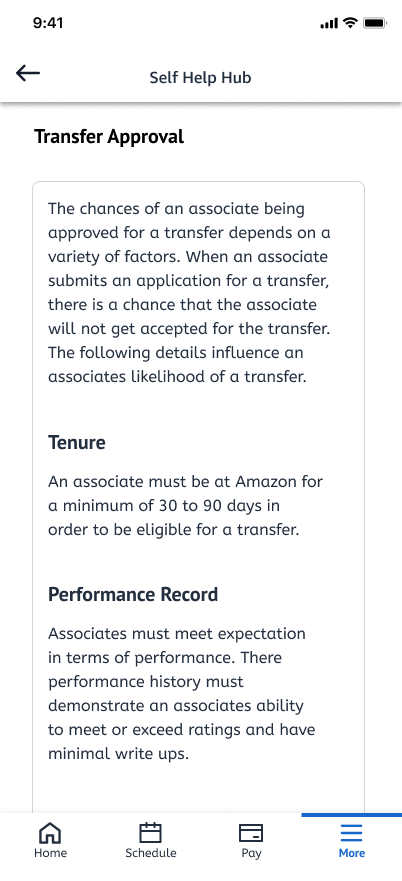 9:41
Self Help Hub
Transfer Approval
The chances of an associate being
approved for a transfer depends on a
variety of factors. When an associate
submits an application for a transfer,
there is a chance that the associate
will not get accepted for the transfer.
The following details influence an
associates likelihood of a transfer.
Tenure
An associate must be at Amazon for
a minimum of 30 to 90 days in
order to be eligible for a transfer.
Performance Record
Associates must meet expectation
in terms of performance. There
performance history must
demonstrate an associates ability
to meet or exceed ratings and have
minimal write ups.
Home Schedule Pay More